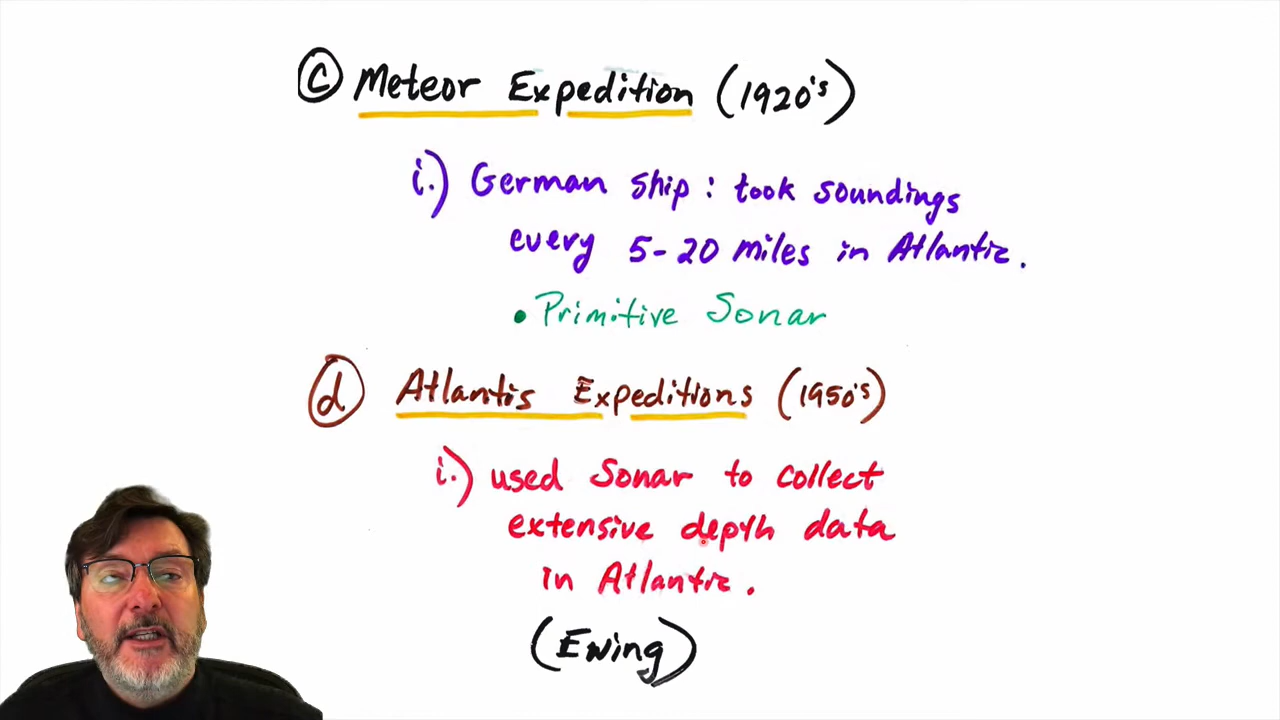 c Meteor Expedition (1920's)
i.) German ship: took soundings
every 5-20 miles in Atlantic.
• Primitive Sonar
d Atlantis Expeditions (1950's)
i.) used Sonar to collect
extensive depth data
in Atlantic.
(Ewing)